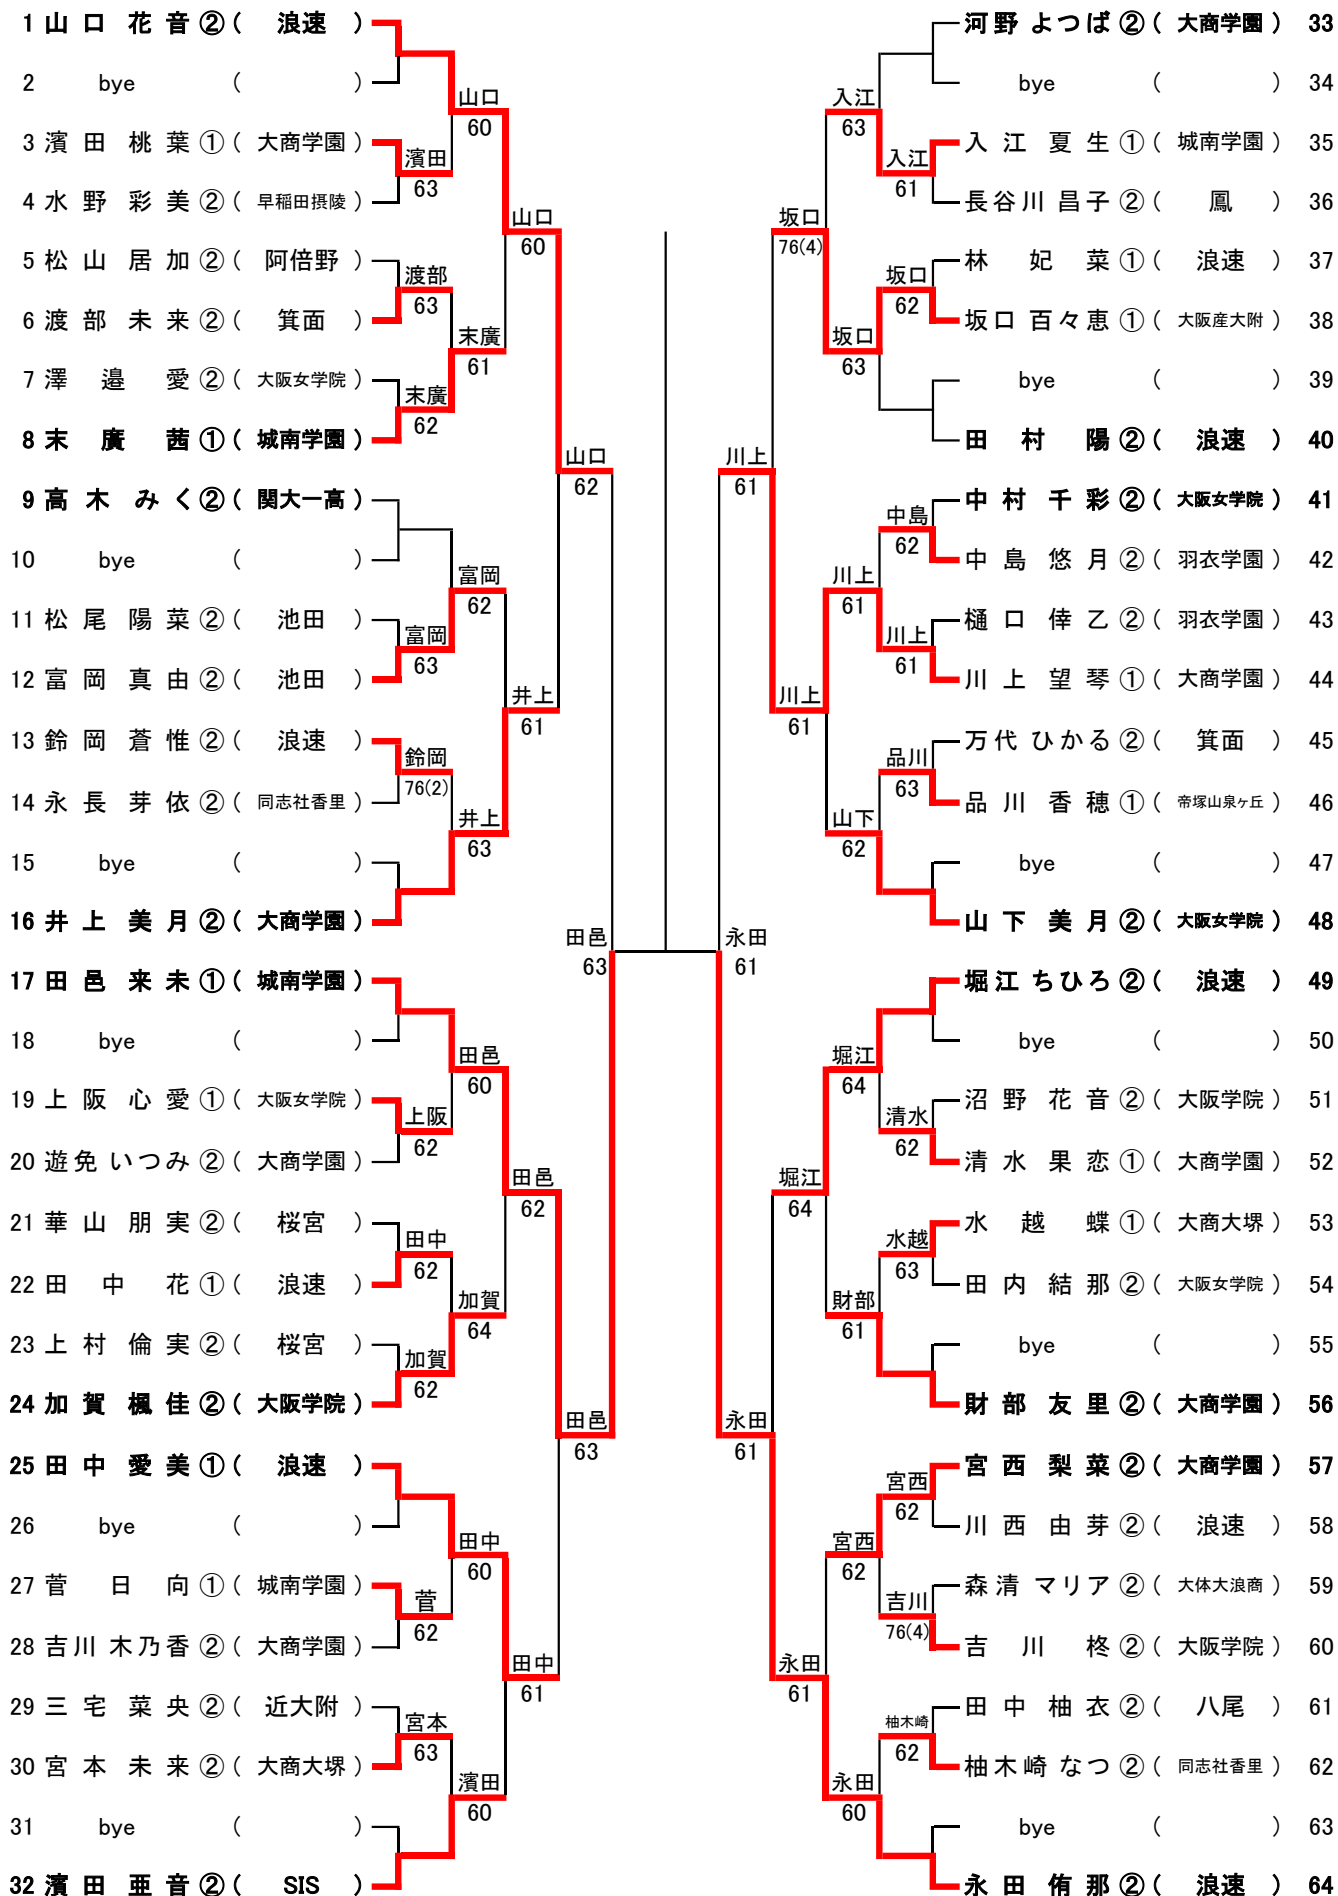 1 山口 花音 ② ( 浪速 )
2 bye ( )
3 濱田 桃葉 ① ( 大商学園 )
4 水野 彩美 ② ( 早稲田摂陵 )
5 松山 居加 ② ( 阿倍野 )
6 渡部 未来 ② ( 箕面 )
7 澤邉 愛 ② ( 大阪女学院 )
8 末廣 茜 ① ( 城南学園 )
9 高木 みく ② ( 関大一高 )
10 bye ( )
11 松尾 陽菜 ② ( 池田 )
12 富岡 真由 ② ( 池田 )
13 鈴岡 蒼惟 ② ( 浪速 )
14 永長 芽依 ② ( 同志社香里 )
15 bye ( )
16 井上 美月 ② ( 大商学園 )
17 田邑 来未 ① ( 城南学園 )
18 bye ( )
19 上阪 心愛 ① ( 大阪女学院 )
20 遊免 いつみ ② ( 大商学園 )
21 華山 朋実 ② ( 桜宮 )
22 田中 花 ① ( 浪速 )
23 上村 倫実 ② ( 桜宮 )
24 加賀 楓佳 ② ( 大阪学院 )
25 田中 愛美 ① ( 浪速 )
26 bye ( )
27 菅 日向 ① ( 城南学園 )
28 吉川 木乃香 ② ( 大商学園 )
29 三宅 菜央 ② ( 近大附 )
30 宮本 未来 ② ( 大商大堺 )
31 bye ( )
32 濱田 亜音 ② ( SIS )
濱田
63
渡部
63
末廣
62
富岡
63
鈴岡
76(2)
上阪
62
田中
62
加賀
62
菅
62
宮本
63
山口
60
末廣
61
富岡
62
井上
63
田邑
60
加賀
64
田中
60
濱田
60
山口
60
井上
61
田邑
62
田中
61
山口
62
田邑
63
田邑
63
永田
61
川上
61
永田
61
坂口
76(4)
川上
61
堀江
64
永田
61
入江
63
坂口
63
川上
61
山下
62
堀江
64
財部
61
宮西
62
永田
60
入江
61
坂口
62
中島
62
川上
61
品川
63
清水
62
水越
63
宮西
62
吉川
76(4)
柚木崎
62
河野 よつば ② ( 大商学園 ) 33
bye ( ) 34
入江 夏生 ① ( 城南学園 ) 35
長谷川 昌子 ② ( 鳳 ) 36
林 妃菜 ① ( 浪速 ) 37
坂口 百々恵 ① ( 大阪産大附 ) 38
bye ( ) 39
田村 陽 ② ( 浪速 ) 40
中村 千彩 ② ( 大阪女学院 ) 41
中島 悠月 ② ( 羽衣学園 ) 42
樋口 倖乙 ② ( 羽衣学園 ) 43
川上 望琴 ① ( 大商学園 ) 44
万代 ひかる ② ( 箕面 ) 45
品川 香穂 ① ( 帝塚山泉ヶ丘 ) 46
bye ( ) 47
山下 美月 ② ( 大阪女学院 ) 48
堀江 ちひろ ② ( 浪速 ) 49
bye ( ) 50
沼野 花音 ② ( 大阪学院 ) 51
清水 果恋 ① ( 大商学園 ) 52
水越 蝶 ① ( 大商大堺 ) 53
田内 結那 ② ( 大阪女学院 ) 54
bye ( ) 55
財部 友里 ② ( 大商学園 ) 56
宮西 梨菜 ② ( 大商学園 ) 57
川西 由芽 ② ( 浪速 ) 58
森清 マリア ② ( 大体大浪商 ) 59
吉川 柊 ② ( 大阪学院 ) 60
田中 柚衣 ② ( 八尾 ) 61
柚木崎 なつ ② ( 同志社香里 ) 62
bye ( ) 63
永田 侑那 ② ( 浪速 ) 64